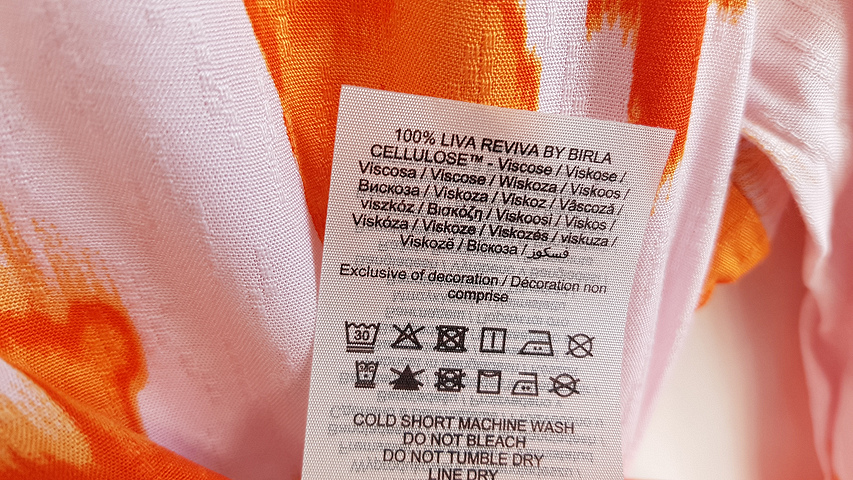 100% LIVA REVIVA BY BIRLA
CELLULOSE™ - Viscose / Viskose /
Viscosa / Viscose / Wiskoza / Viskoos /
Вискоза / Viskoza / Viskoz / Vâscoză /
viszkóz / Βισκόζη / Viskoosi / Viskos /
Viskóza / Viskoze / Viskozės / viskuza /
Viskozë / Віскоза / فسكوز
Exclusive of decoration / Décoration non
comprise
30
COLD SHORT MACHINE WASH
DO NOT BLEACH
DO NOT TUMBLE DRY
LINE DRY